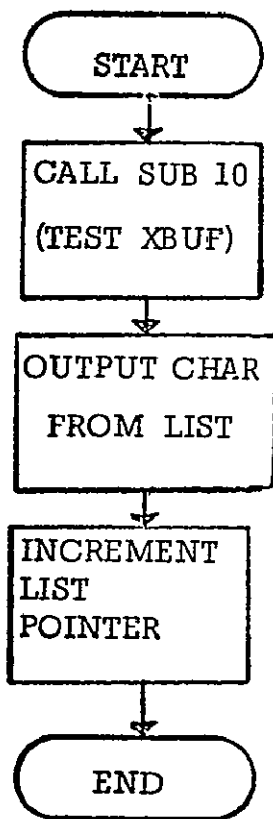 START
CALL SUB 10
(TEST XBUF)
OUTPUT CHAR
FROM LIST
INCREMENT
LIST
POINTER
END